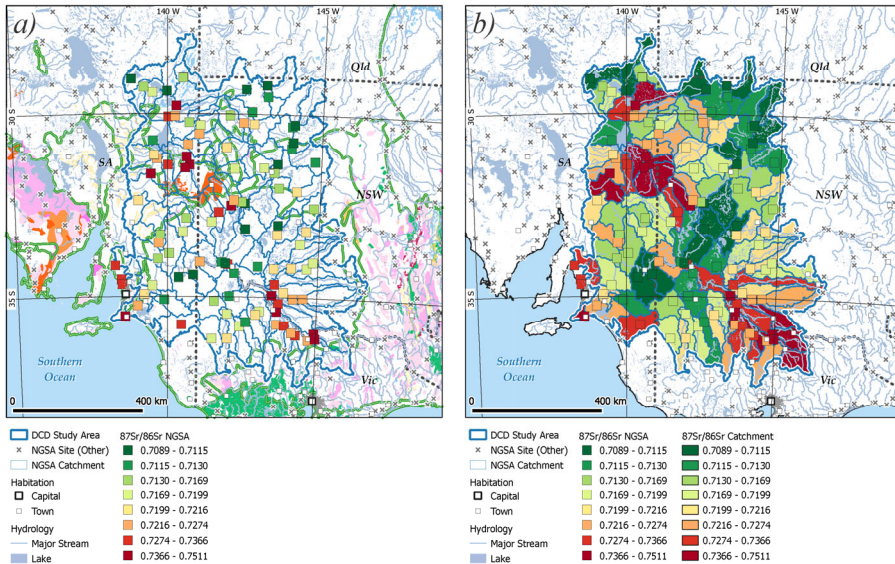 a)
140 E
145 E
Qld
30 S
SA
NSW
35 S
Southern
Ocean
Vic
0 400 km
DCD Study Area
NGSA Site (Other)
NGSA Catchment
Habitation
Capital
Town
Hydrology
Major Stream
Lake
87Sr/86Sr NGSA
0.7089 - 0.7115
0.7115 - 0.7130
0.7130 - 0.7169
0.7169 - 0.7199
0.7199 - 0.7216
0.7216 - 0.7274
0.7274 - 0.7366
0.7366 - 0.7511
b)
140 E
145 E
Qld
30 S
SA
NSW
35 S
Southern
Ocean
Vic
0 400 km
DCD Study Area
NGSA Site (Other)
NGSA Catchment
Habitation
Capital
Town
Hydrology
Major Stream
Lake
87Sr/86Sr NGSA
0.7089 - 0.7115
0.7115 - 0.7130
0.7130 - 0.7169
0.7169 - 0.7199
0.7199 - 0.7216
0.7216 - 0.7274
0.7274 - 0.7366
0.7366 - 0.7511
87Sr/86Sr Catchment
0.7089 - 0.7115
0.7115 - 0.7130
0.7130 - 0.7169
0.7169 - 0.7199
0.7199 - 0.7216
0.7216 - 0.7274
0.7274 - 0.7366
0.7366 - 0.7511